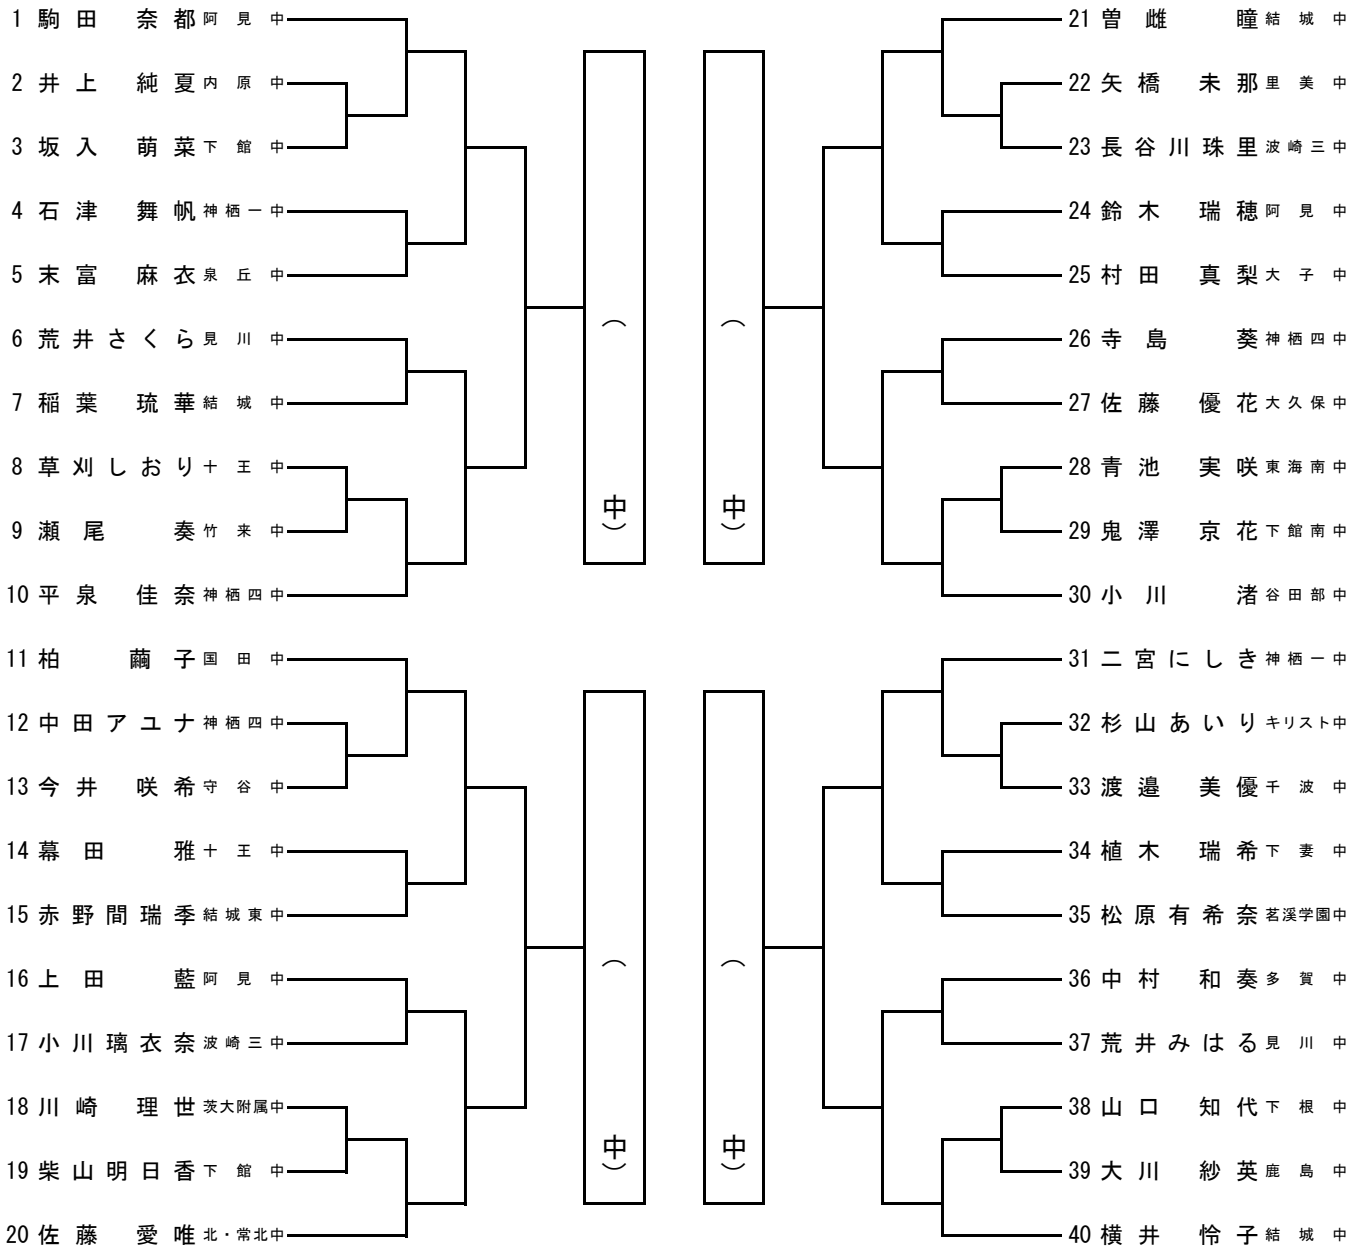 1 駒田 奈都 阿見中
2 井上 純夏 内原中
3 坂入 萌菜 下館中
4 石津 舞帆 神栖一中
5 末富 麻衣 泉丘中
6 荒井さくら 見川中
7 稲葉 琉華 結城中
8 草刈しおり 十王中
9 瀬尾 奏 竹来中
10 平泉 佳奈 神栖四中
11 柏 繭子 国田中
12 中田アユナ 神栖四中
13 今井 咲希 守谷中
14 幕田 雅 十王中
15 赤野間瑞季 結城東中
16 上田 藍 阿見中
17 小川璃衣奈 波崎三中
18 川崎 理世 茨大附属中
19 柴山明日香 下館中
20 佐藤 愛唯 北・常北中
( 中)
( 中)
( 中)
( 中)
21 曽雌 瞳 結城中
22 矢橋 未那 里美中
23 長谷川珠里 波崎三中
24 鈴木 瑞穂 阿見中
25 村田 真梨 大子中
26 寺島 葵 神栖四中
27 佐藤 優花 大久保中
28 青池 実咲 東海南中
29 鬼澤 京花 下館南中
30 小川 渚 谷田部中
31 二宮にしき 神栖一中
32 杉山あいり キリスト中
33 渡邉 美優 千波中
34 植木 瑞希 下妻中
35 松原有希奈 茗溪学園中
36 中村 和奏 多賀中
37 荒井みはる 見川中
38 山口 知代 下根中
39 大川 紗英 鹿島中
40 横井 怜子 結城中